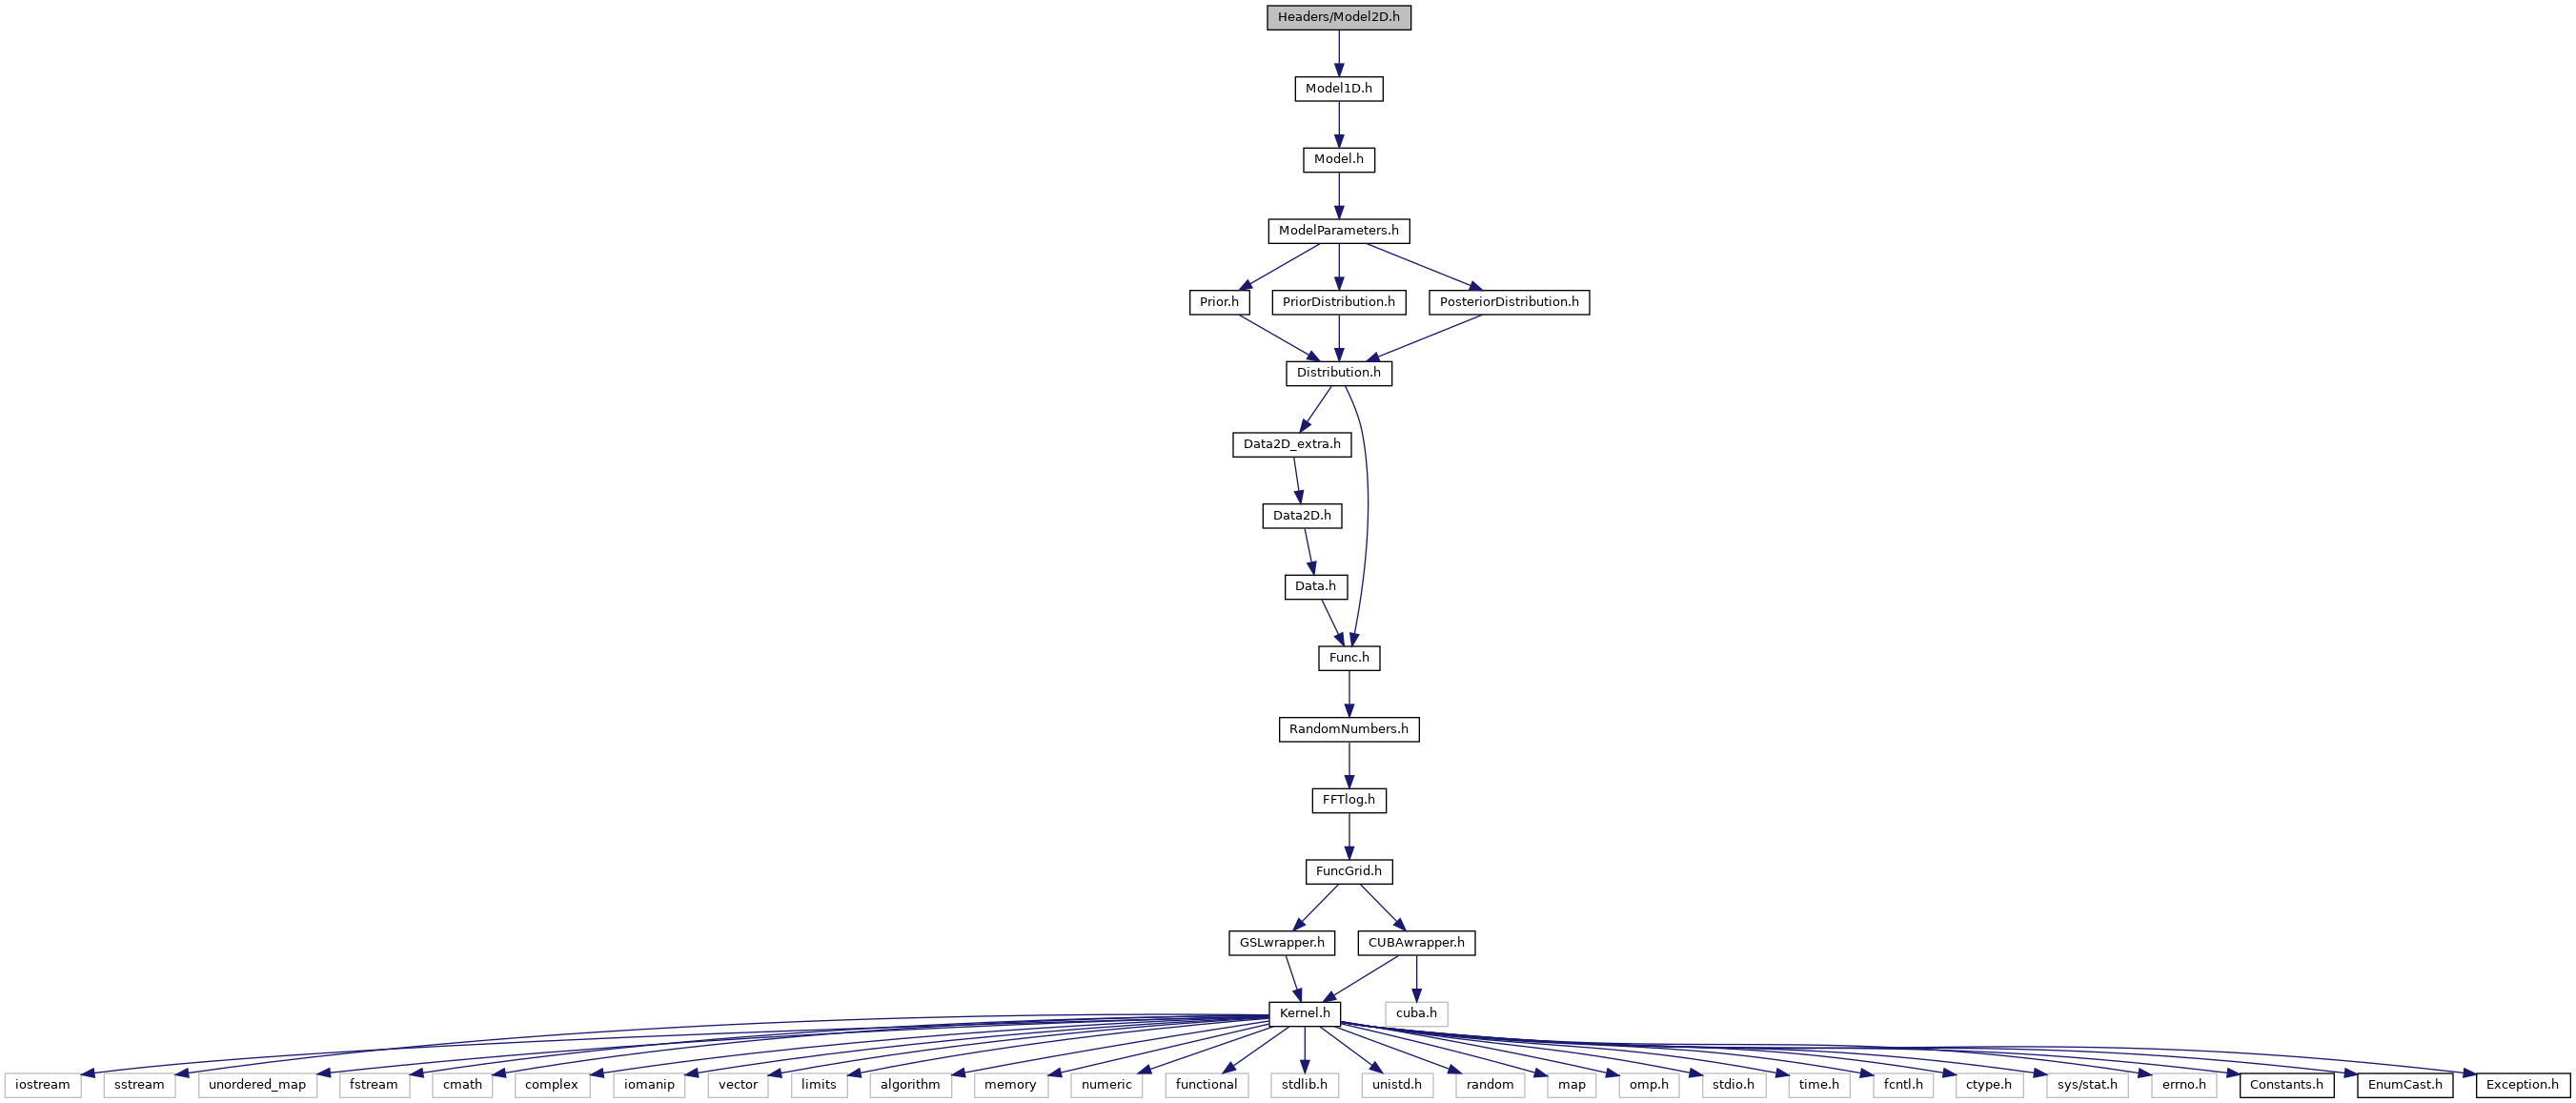 Headers/Model2D.h
Model1D.h
Model.h
ModelParameters.h
Prior.h PriorDistribution.h PosteriorDistribution.h
Distribution.h
Data2D_extra.h
Data2D.h
Data.h
Func.h
RandomNumbers.h
FFTlog.h
FuncGrid.h
GSLwrapper.h CUBAwrapper.h
Kernel.h cuba.h
iostream sstream unordered_map fstream cmath complex iomanip vector limits algorithm memory numeric functional stdlib.h unistd.h random map omp.h stdio.h time.h fcntl.h ctype.h sys/stat.h errno.h Constants.h EnumCast.h Exception.h